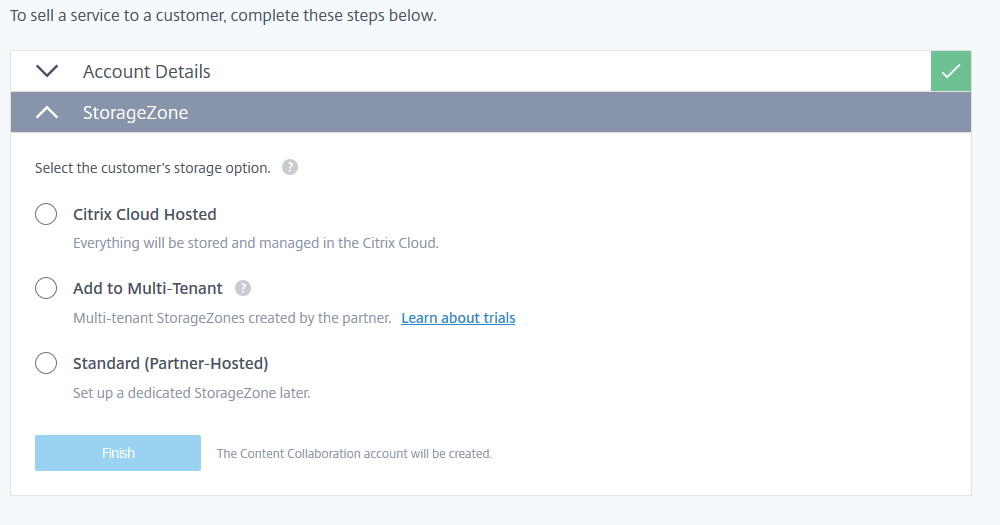 To sell a service to a customer, complete these steps below.
Account Details
StorageZone
Select the customer's storage option. ?
Citrix Cloud Hosted
Everything will be stored and managed in the Citrix Cloud.
Add to Multi-Tenant ?
Multi-tenant StorageZones created by the partner. Learn about trials
Standard (Partner-Hosted)
Set up a dedicated StorageZone later.
Finish The Content Collaboration account will be created.